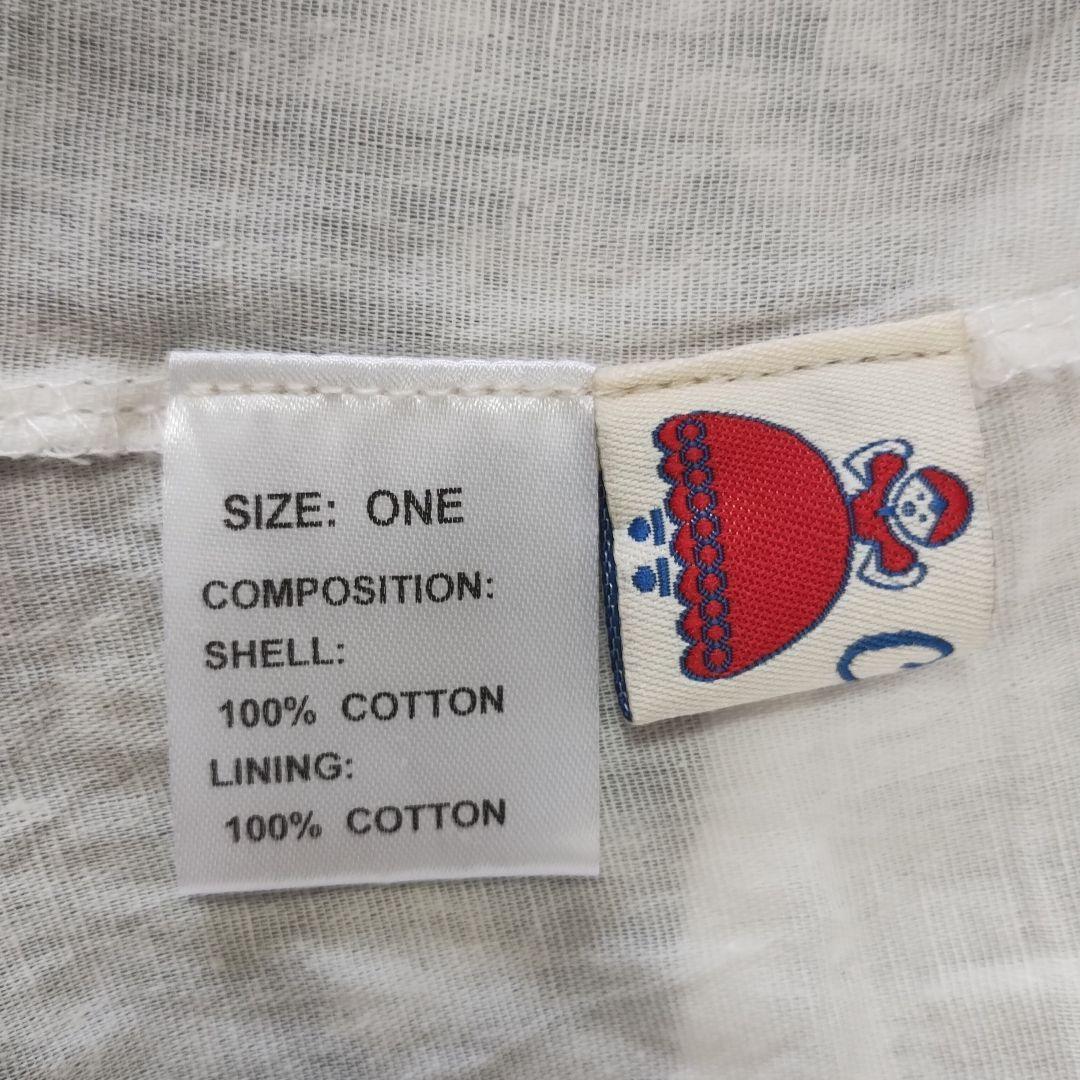 SIZE: ONE
COMPOSITION:
SHELL:
100% COTTON
LINING:
100% COTTON